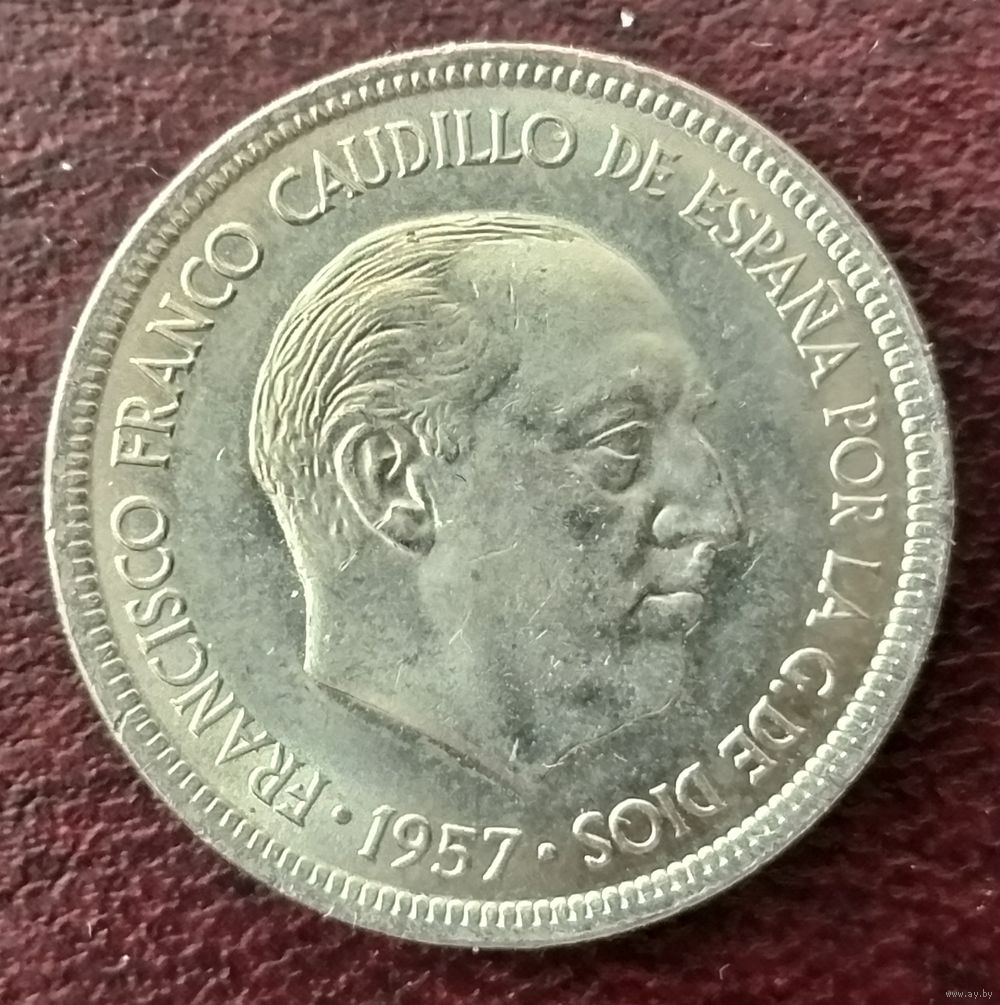 FRANCISCO FRANCO CAUDILLO DE ESPAÑA POR LA G.DE DIOS
· 1957 ·
www.ay.by